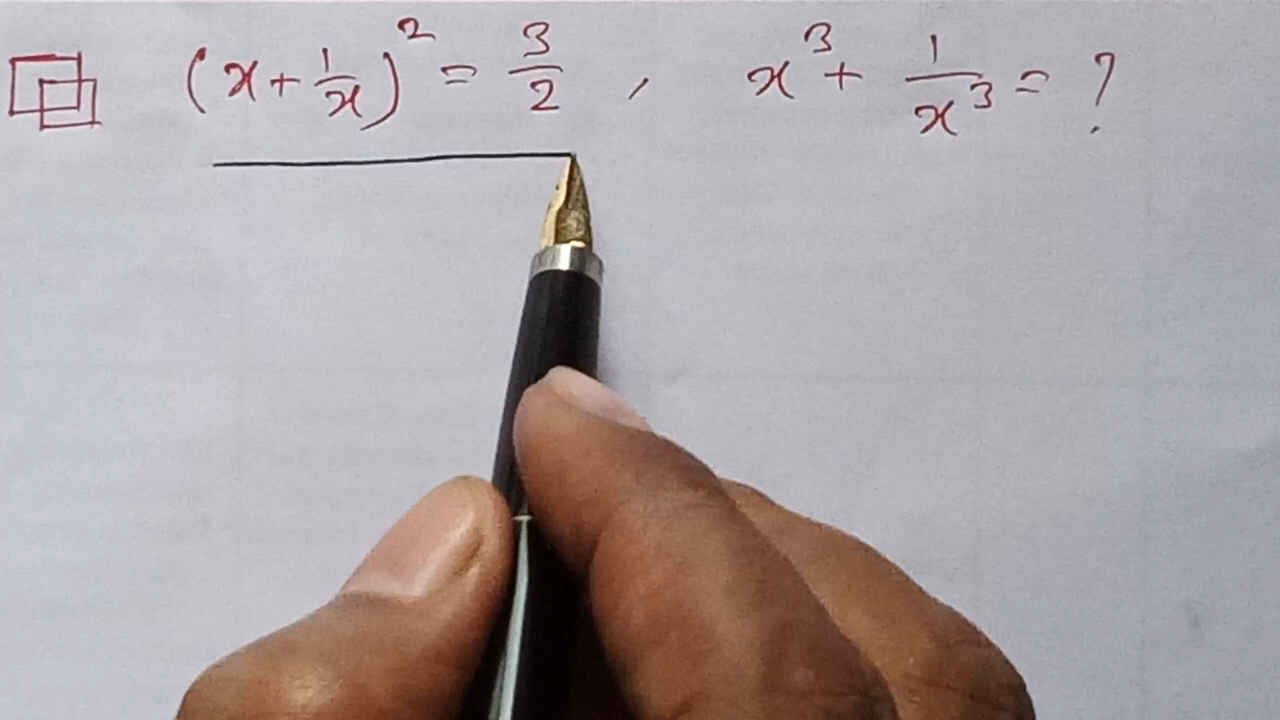 (x + 1/x)² = 3/2 , x³ + 1/x³ = ?